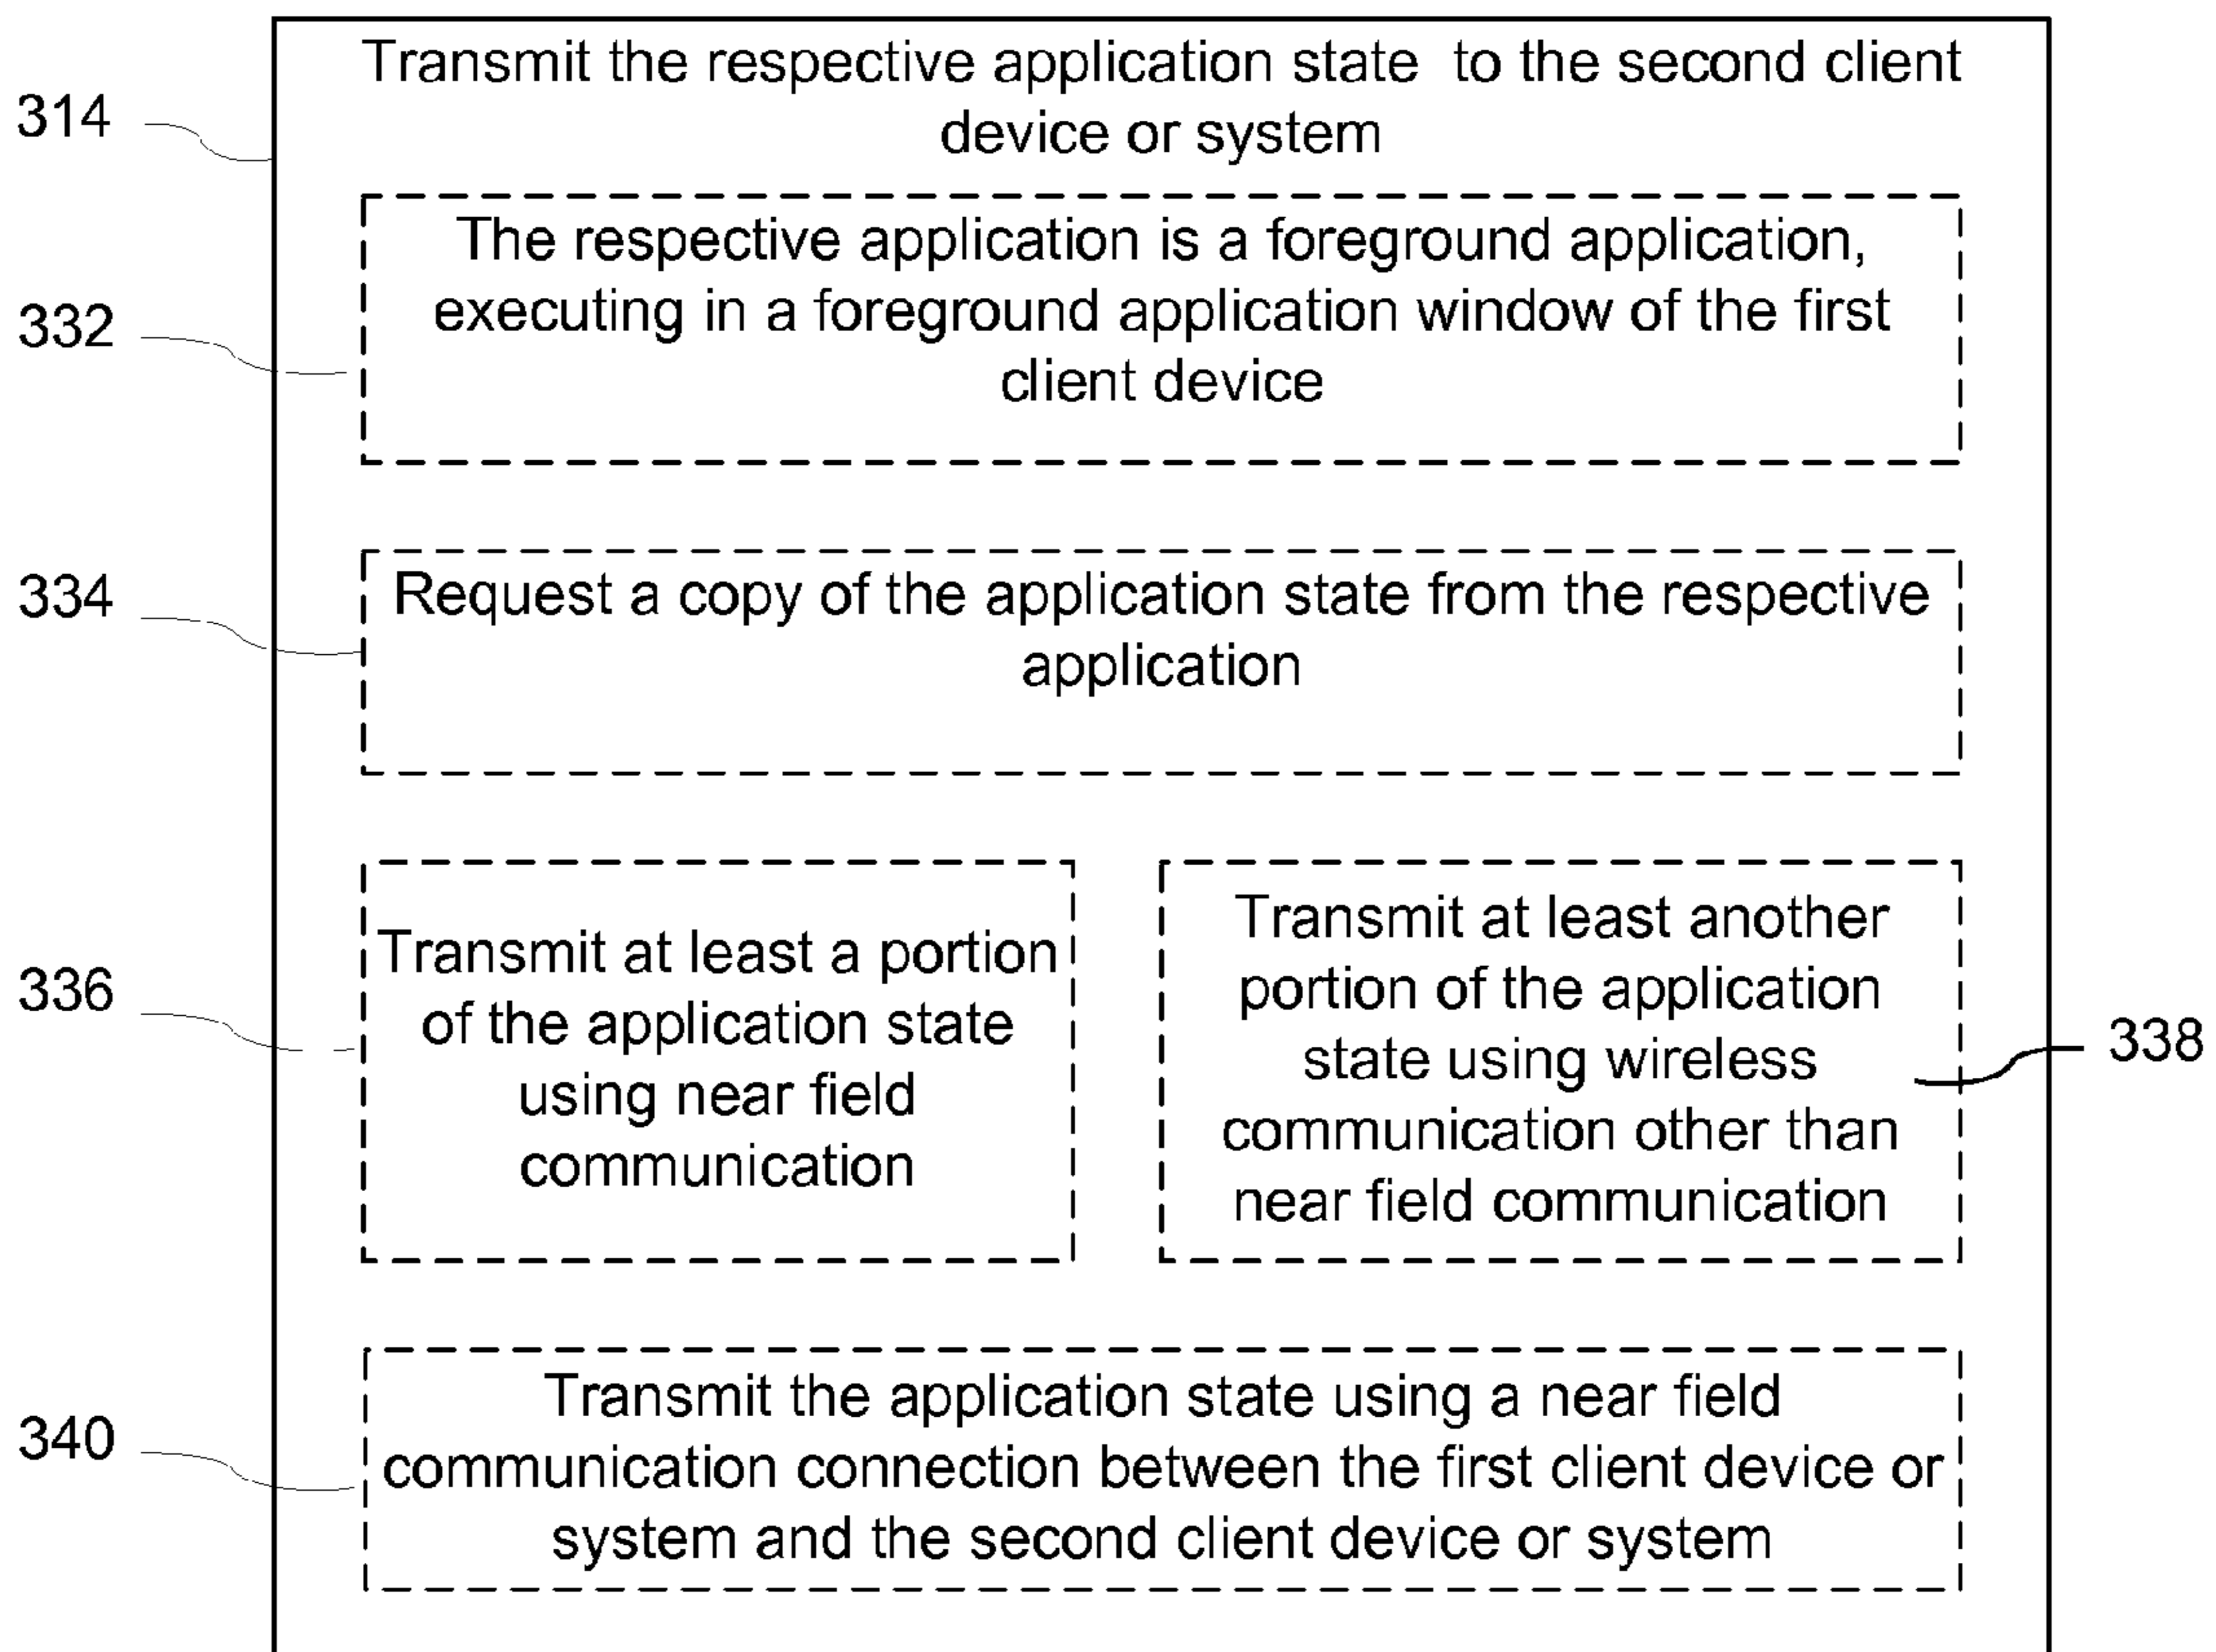 Transmit the respective application state to the second client
device or system
314
The respective application is a foreground application,
executing in a foreground application window of the first
client device
332
Request a copy of the application state from the respective
application
334
Transmit at least a portion
of the application state
using near field
communication
336
Transmit at least another
portion of the application
state using wireless
communication other than
near field communication
338
Transmit the application state using a near field
communication connection between the first client device or
system and the second client device or system
340